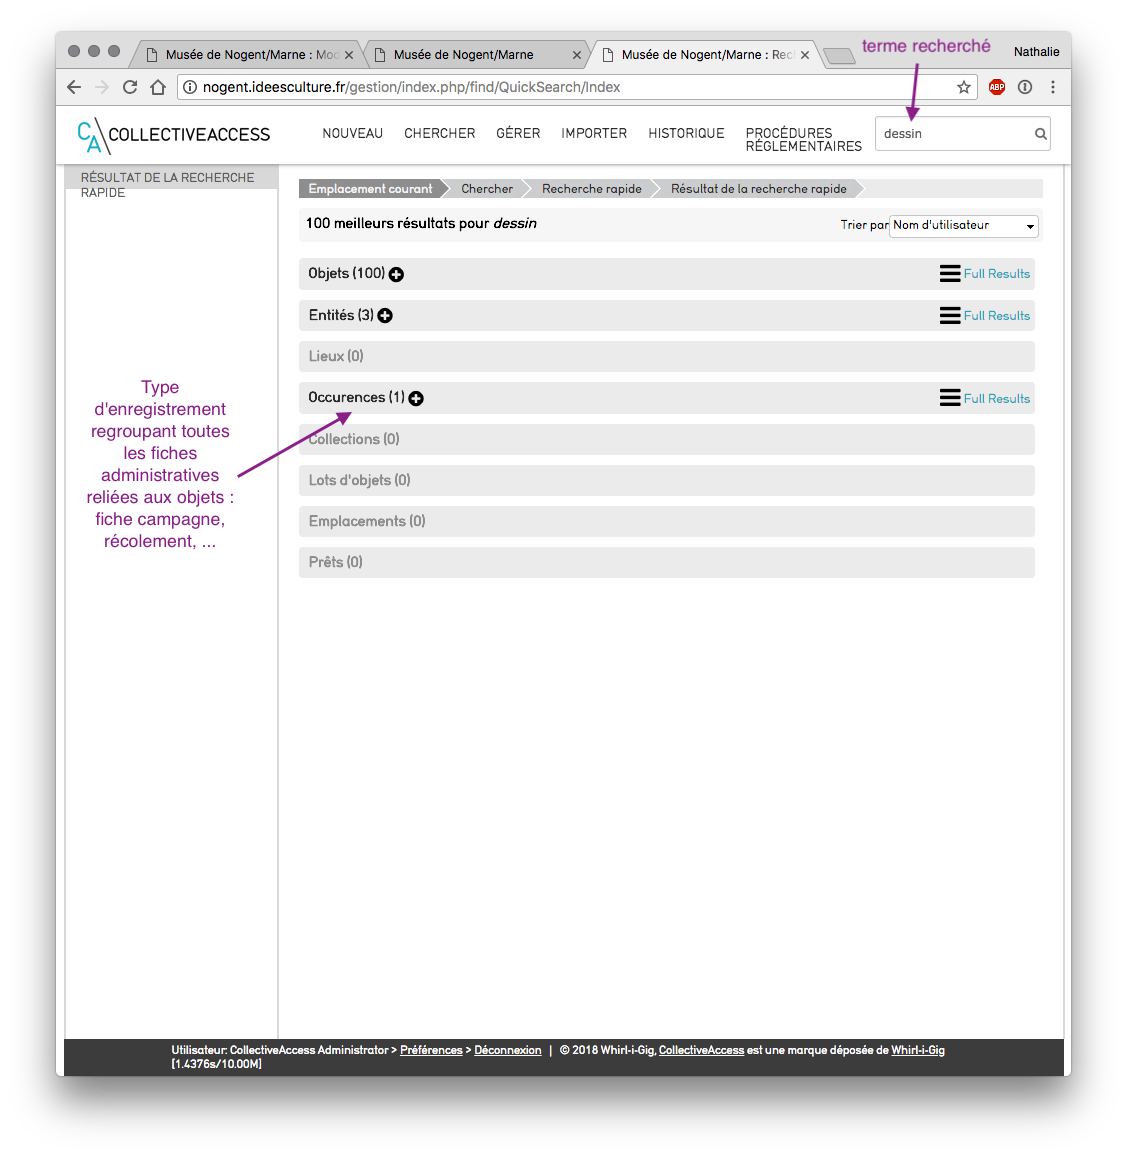 Musée de Nogent/Marne : Mod
Musée de Nogent/Marne
Musée de Nogent/Marne : Rec
terme recherché
Nathalie
nogent.ideesculture.fr/gestion/index.php/find/QuickSearch/Index
ABP
CA COLLECTIVEACCESS
NOUVEAU
CHERCHER
GÉRER
IMPORTER
HISTORIQUE
PROCÉDURES
RÉGLEMENTAIRES
dessin
RÉSULTAT DE LA RECHERCHE
RAPIDE
Emplacement courant
Chercher
Recherche rapide
Résultat de la recherche rapide
100 meilleurs résultats pour dessin
Trier par Nom d'utilisateur
Objets (100)
Full Results
Entités (3)
Full Results
Lieux (0)
Occurences (1)
Full Results
Collections (0)
Lots d'objets (0)
Emplacements (0)
Prêts (0)
Type
d'enregistrement
regroupant toutes
les fiches
administratives
reliées aux objets :
fiche campagne,
récolement, ...
Utilisateur: CollectiveAccess Administrator > Préférences > Déconnexion | © 2018 Whirl-i-Gig, CollectiveAccess est une marque déposée de Whirl-i-Gig
[1.4376s/10.00M]